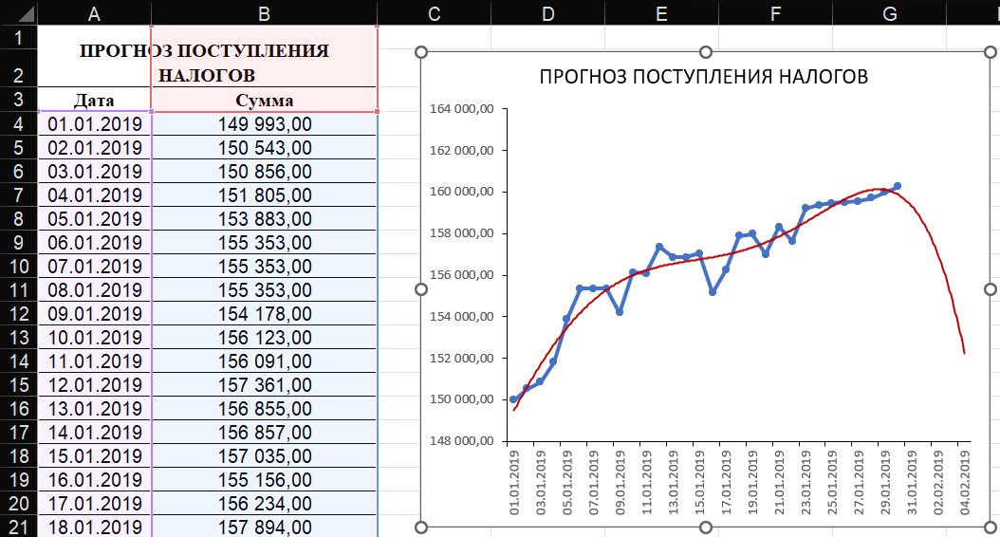 A B C D E F G
1
ПРОГНОЗ ПОСТУПЛЕНИЯ
2 НАЛОГОВ
3 Дата Сумма
4 01.01.2019 149 993,00
5 02.01.2019 150 543,00
6 03.01.2019 150 856,00
7 04.01.2019 151 805,00
8 05.01.2019 153 883,00
9 06.01.2019 155 353,00
10 07.01.2019 155 353,00
11 08.01.2019 155 353,00
12 09.01.2019 154 178,00
13 10.01.2019 156 123,00
14 11.01.2019 156 091,00
15 12.01.2019 157 361,00
16 13.01.2019 156 855,00
17 14.01.2019 156 857,00
18 15.01.2019 157 035,00
19 16.01.2019 155 156,00
20 17.01.2019 156 234,00
21 18.01.2019 157 894,00
ПРОГНОЗ ПОСТУПЛЕНИЯ НАЛОГОВ
164 000,00
162 000,00
160 000,00
158 000,00
156 000,00
154 000,00
152 000,00
150 000,00
148 000,00
01.01.2019
03.01.2019
05.01.2019
07.01.2019
09.01.2019
11.01.2019
13.01.2019
15.01.2019
17.01.2019
19.01.2019
21.01.2019
23.01.2019
25.01.2019
27.01.2019
29.01.2019
31.01.2019
02.02.2019
04.02.2019